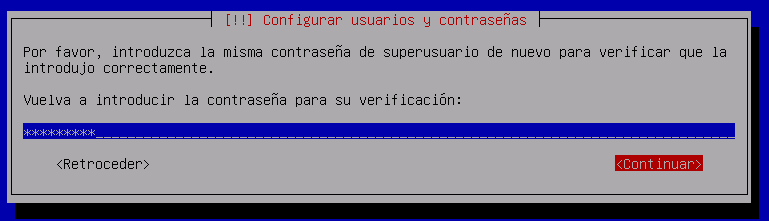 [!!] Configurar usuarios y contraseñas
Por favor, introduzca la misma contraseña de superusuario de nuevo para verificar que la
introdujo correctamente.
Vuelva a introducir la contraseña para su verificación:
*********
<Retroceder> <Continuar>